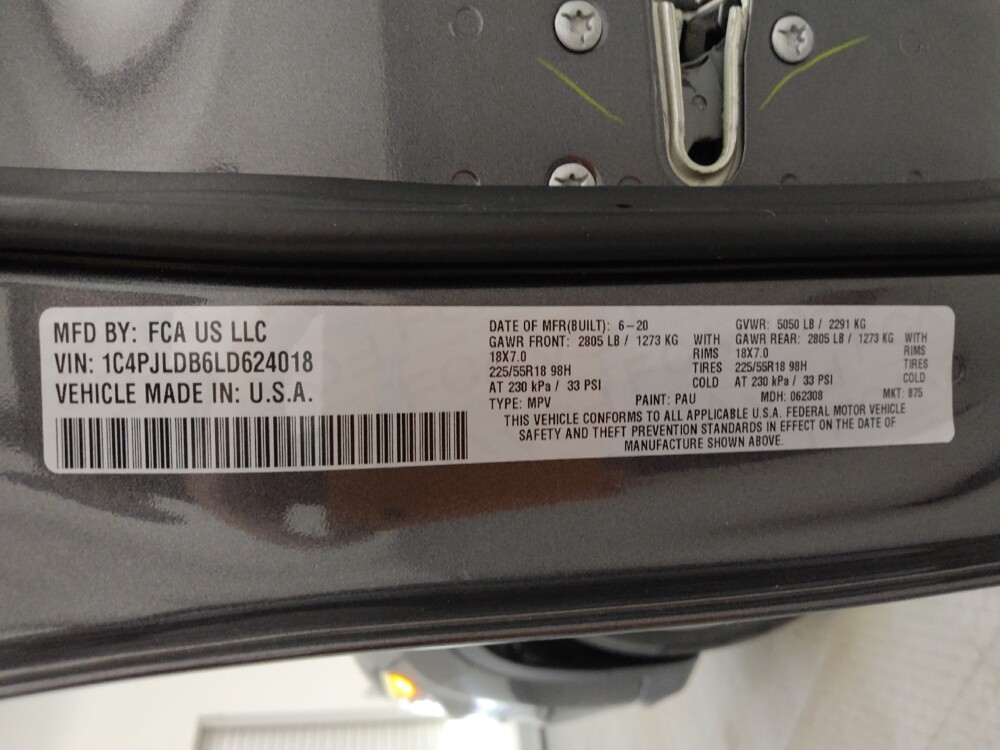 MFD BY: FCA US LLC
VIN: 1C4PJLDB6LD624018
VEHICLE MADE IN: U.S.A.
DATE OF MFR(BUILT): 6-20
GAWR FRONT: 2805 LB / 1273 KG WITH
18X7.0 RIMS
225/55R18 98H TIRES
AT 230 kPa / 33 PSI COLD
GVWR: 5050 LB / 2291 KG
GAWR REAR: 2805 LB / 1273 KG WITH
18X7.0 RIMS
225/55R18 98H TIRES
AT 230 kPa / 33 PSI COLD
TYPE: MPV PAINT: PAU MDH: 062308 MKT: 875
THIS VEHICLE CONFORMS TO ALL APPLICABLE U.S.A. FEDERAL MOTOR VEHICLE
SAFETY AND THEFT PREVENTION STANDARDS IN EFFECT ON THE DATE OF
MANUFACTURE SHOWN ABOVE.